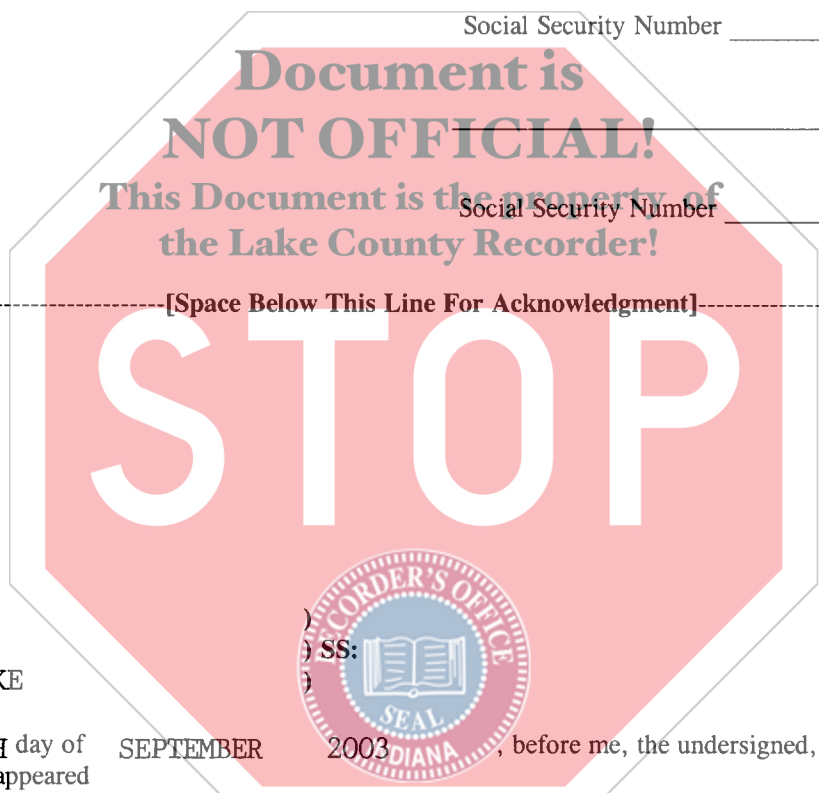 Social Security Number
Document is
NOT OFFICIAL!
This Document is the property of
Social Security Number
the Lake County Recorder!
[Space Below This Line For Acknowledgment]
STOP
)
) SS:
KE
)
RECORDER'S OFFICE
SEAL
INDIANA
H day of SEPTEMBER 2003 , before me, the undersigned,
appeared